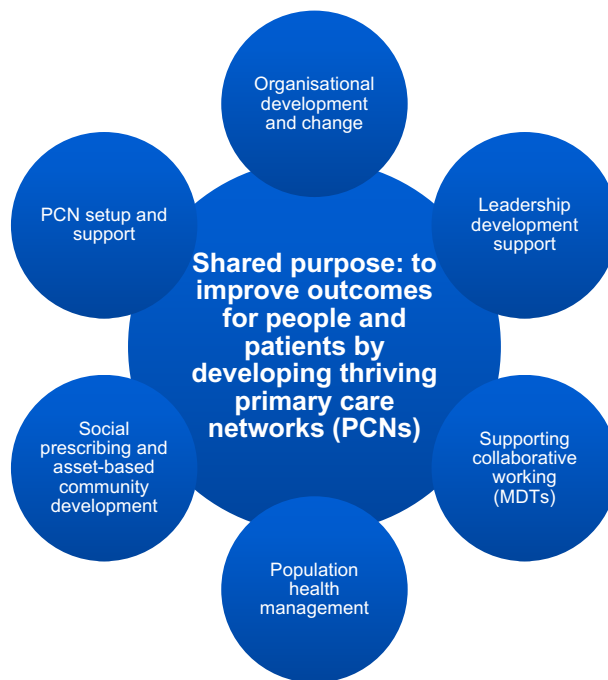 Organisational
development
and change
PCN setup and
support
Leadership
development
support
Shared purpose: to
improve outcomes
for people and
patients by
developing thriving
primary care
networks (PCNs)
Social
prescribing and
asset-based
community
development
Supporting
collaborative
working
(MDTs)
Population
health
management